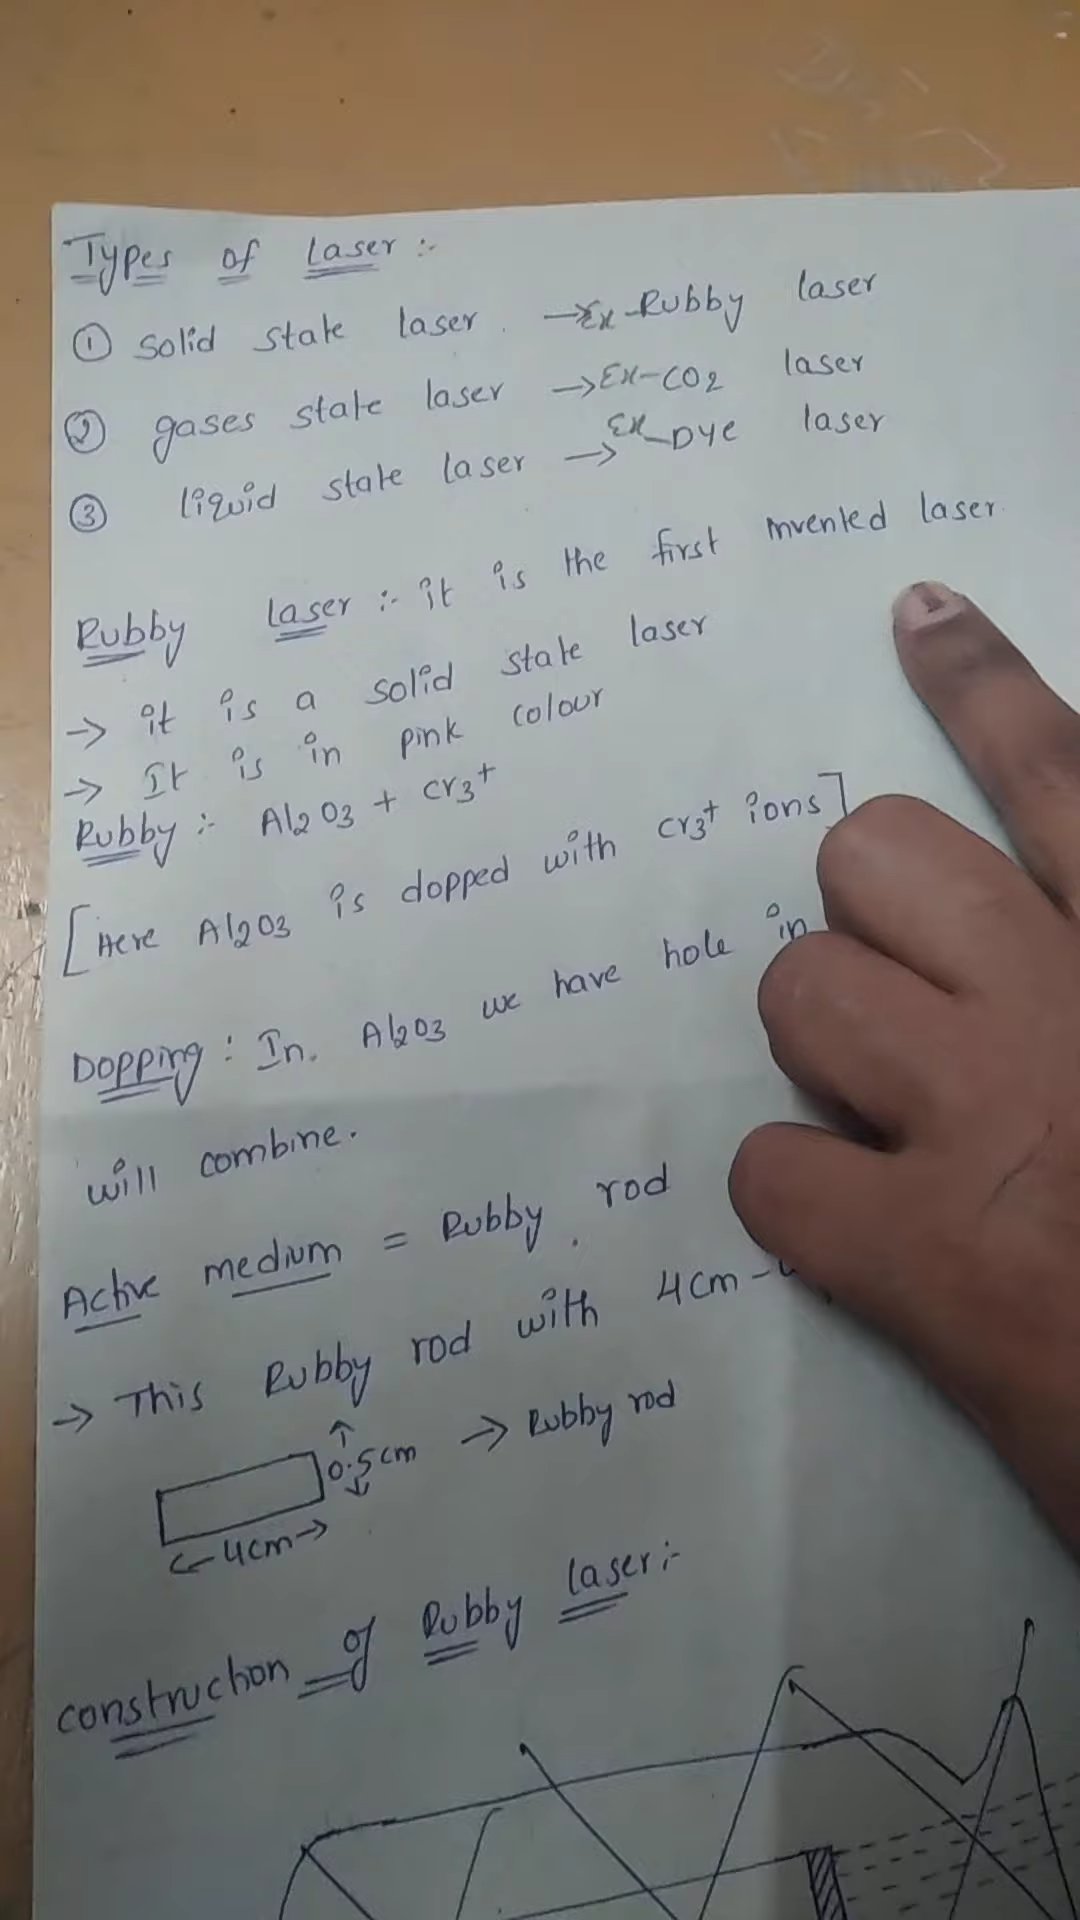 Types of Laser :-
① solid state laser. →Ex-Rubby laser
② gases state laser →Ex-CO2 laser
③ liquid state laser → Ex-Dye laser
Rubby laser :- it is the first invented laser.
→ it is a solid state laser
→ It is in pink colour
Rubby :- Al2O3 + Cr3+
[Here Al2O3 is dopped with Cr3+ ions]
Dopping : In. Al2O3 we have hole in
will combine.
Active medium = Rubby rod
→ This Rubby rod with 4cm-
0.5cm → Rubby rod
←4cm→
construction of Rubby laser:-